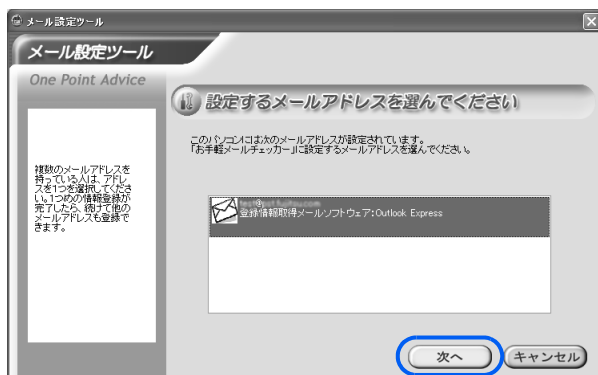 メール設定ツール
メール設定ツール
One Point Advice
設定するメールアドレスを選んでください
このパソコンには次のメールアドレスが設定されています。
「お手軽メールチェッカー」に設定するメールアドレスを選んでください。
複数のメールアドレスを
持っている人は、アドレ
スを1つを選択してくださ
い。1つめの情報登録が
完了したら、続けて他の
メールアドレスも登録で
きます。
登録情報取得メールソフトウェア：Outlook Express
次へ
キャンセル